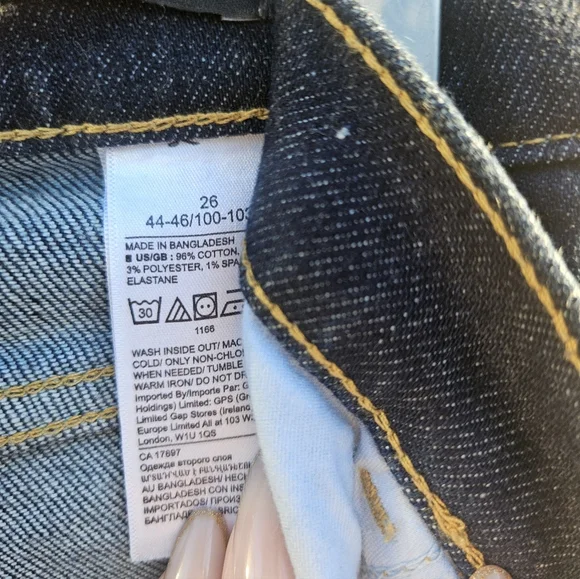 26
44-46/100-103
MADE IN BANGLADESH
US/GB : 96% COTTON,
3% POLYESTER, 1% SPA
ELASTANE
30
1166
WASH INSIDE OUT/ MAC
COLD/ ONLY NON-CHLO
WHEN NEEDED/ TUMBLE
WARM IRON/ DO NOT DR
Imported By/Importe Par: G
Holdings) Limited: GPS (Gr
Limited Gap Stores (Ireland
Europe Limited All at 103 W
London. W1U 1QS
CA 17697
Одежда второго слоя
AU BANGLADESH/ HECH
BANGLADESH CON INS
IMPORTADOS/ ПРОИЗ
БАНГЛАД